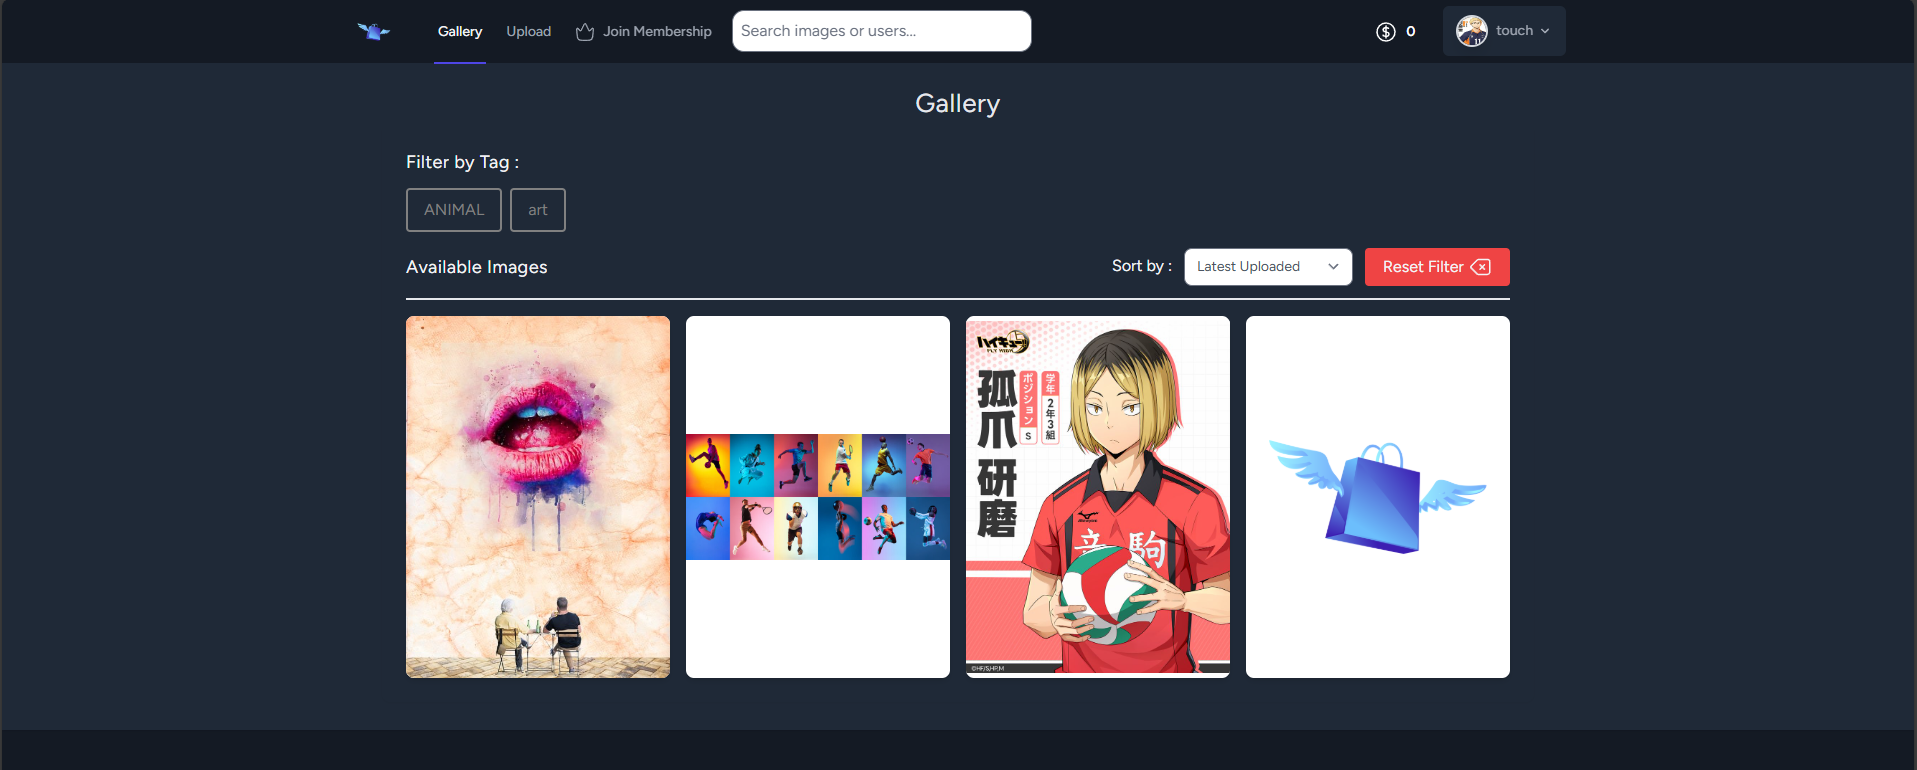 Gallery
Upload
Join Membership
Search images or users...
0
touch
Gallery
Filter by Tag :
ANIMAL
art
Available Images
Sort by :
Latest Uploaded
Reset Filter
ハイキュー!!
FLY HIGH
孤爪
研磨
ポジション
S
学年
2年3組
音駒
©HF/S,HP,M